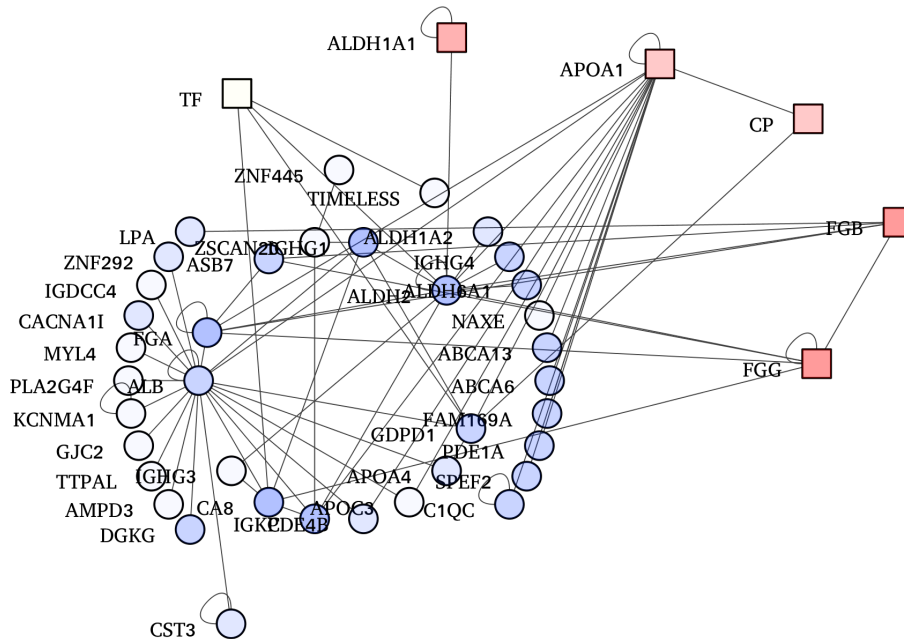 ALDH1A1
APOA1
TF
CP
ZNF445
TIMELESS
FGB
LPA
ZSCAN20
IGHG1
ALDH1A2
ZNF292
ASB7
IGHG4
IGDCC4
ALDH2
ALDH6A1
CACNA1I
FGA
NAXE
MYL4
ABCA13
FGG
PLA2G4F
ALB
ABCA6
KCNMA1
FAM169A
GDPD1
GJC2
PDE1A
TTPAL
IGHG3
APOA4
SPEF2
AMPD3
CA8
APOC3
C1QC
IGKC
PDE4B
DGKG
CST3